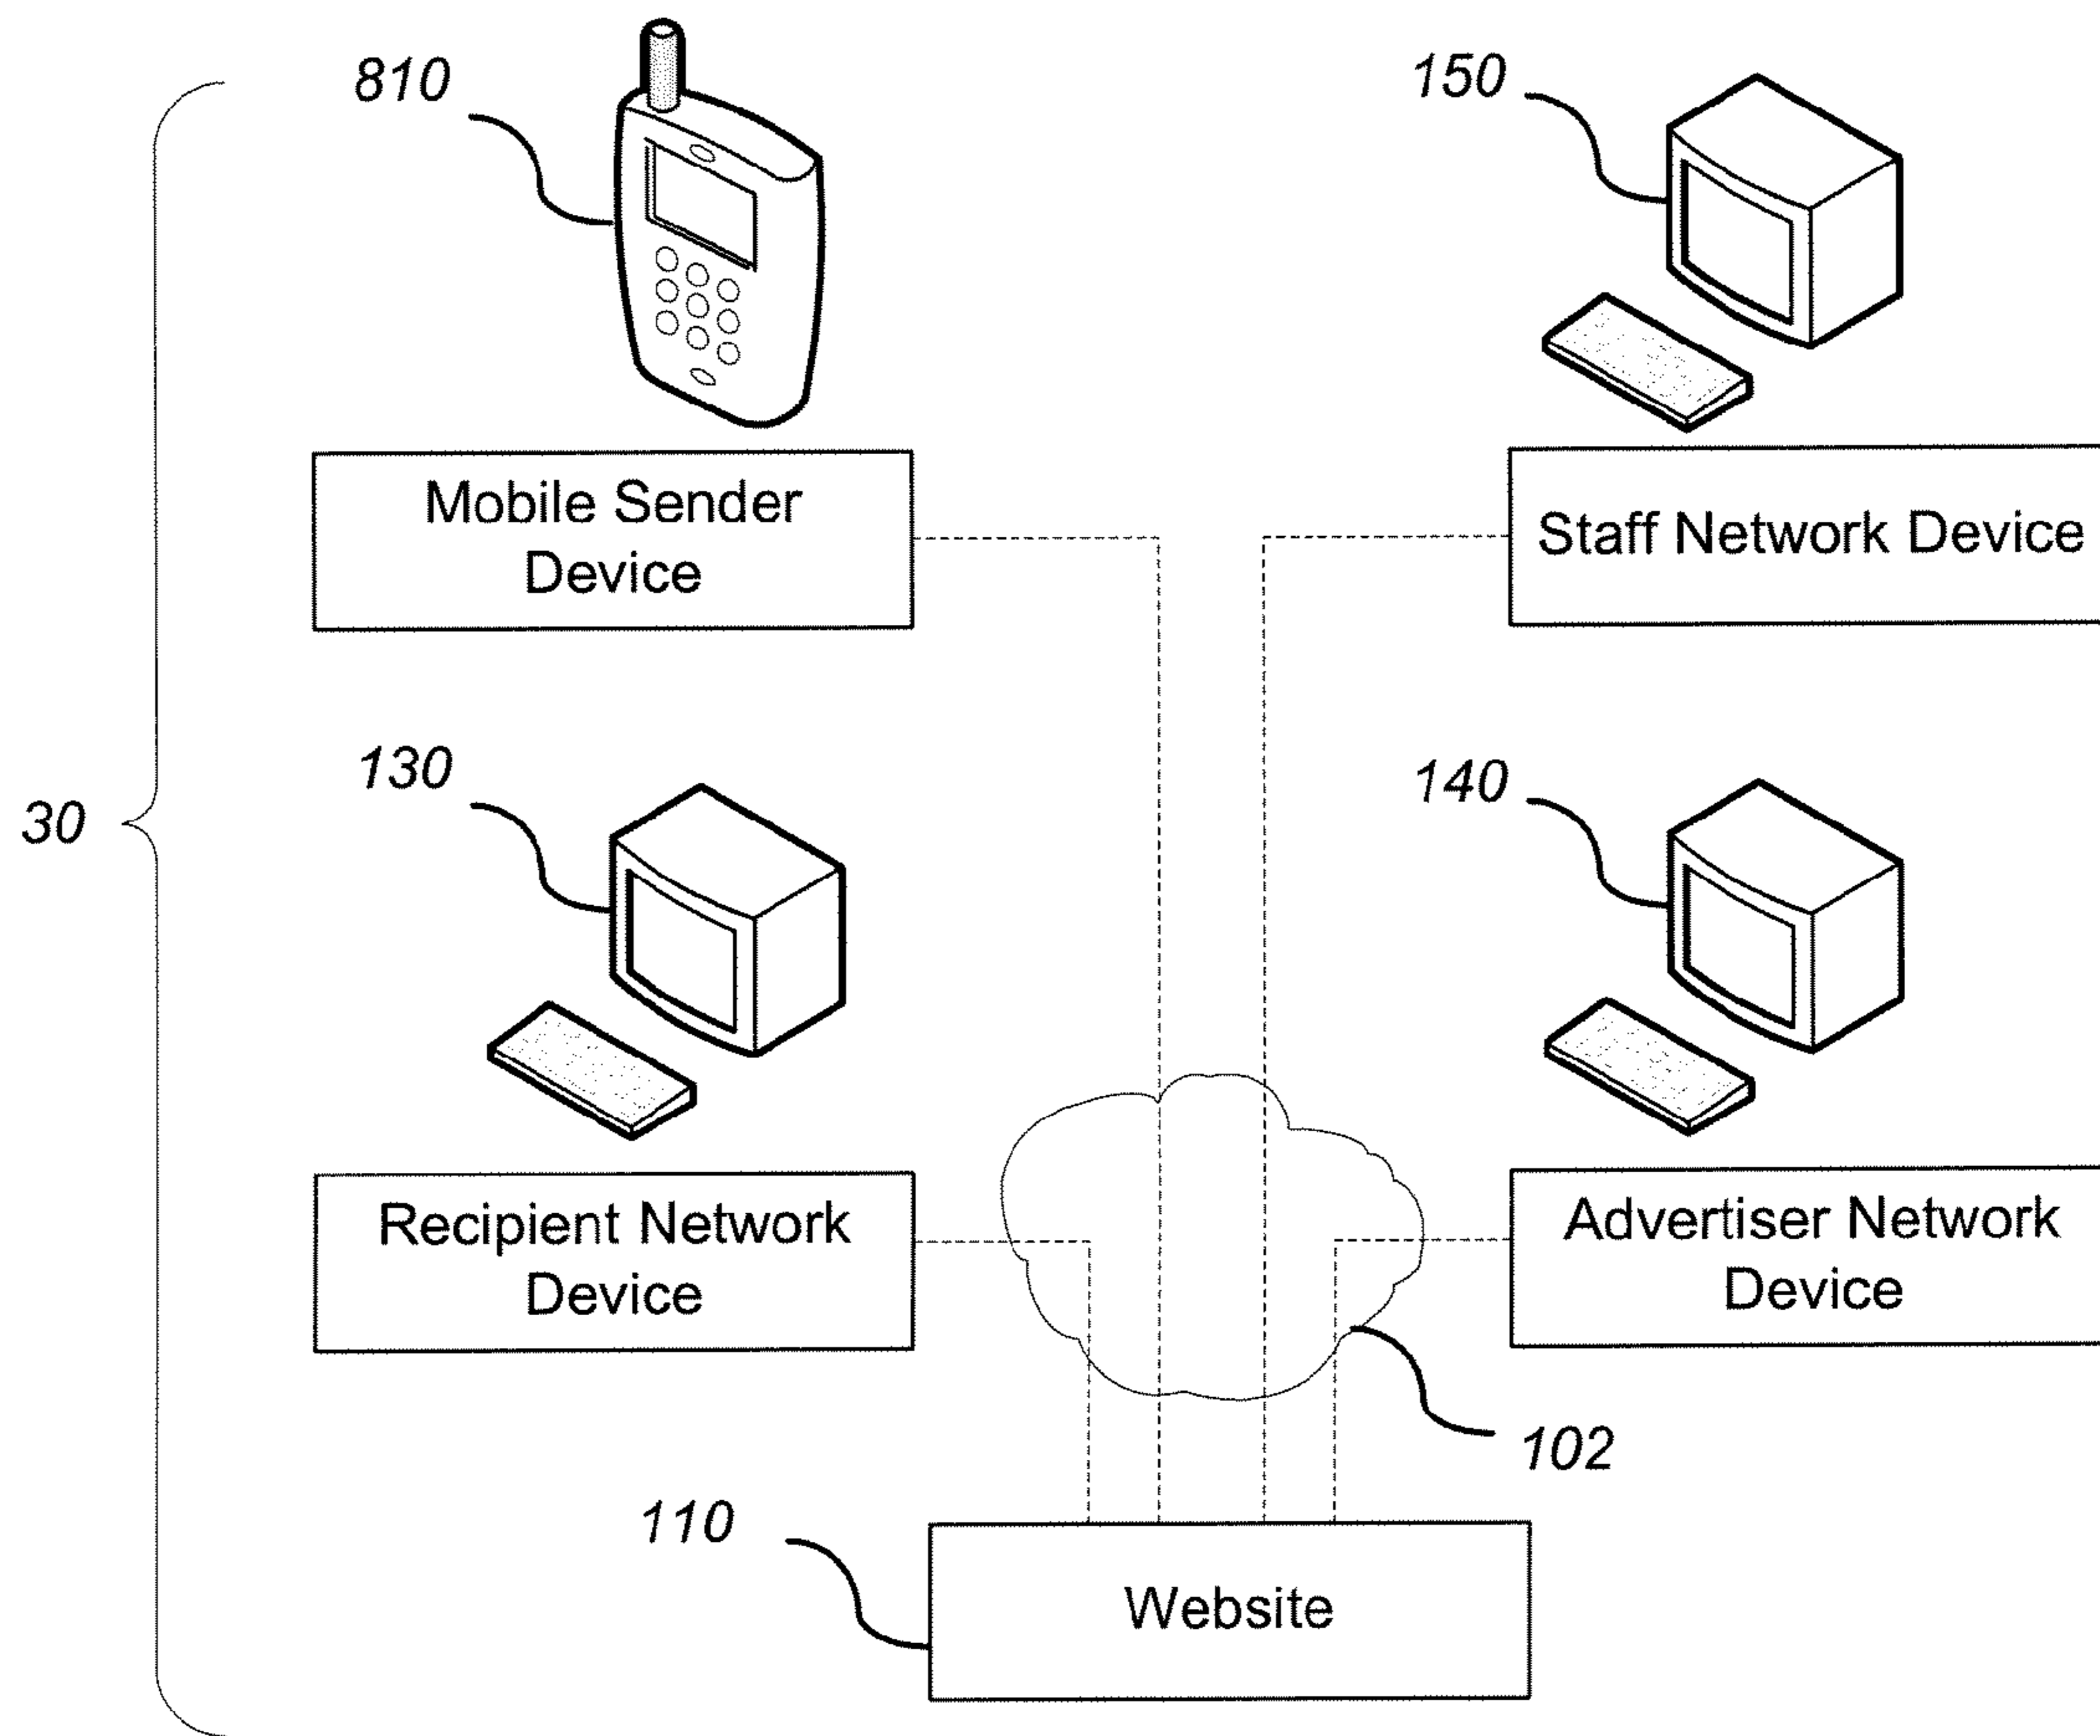 810
150
Mobile Sender
Device
Staff Network Device
130
140
30
Recipient Network
Device
Advertiser Network
Device
102
110
Website